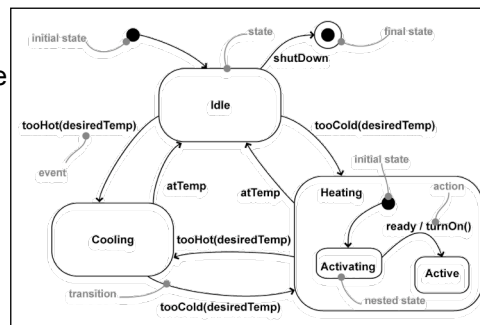 initial state
state
final state
shutDown
e
Idle
tooHot(desiredTemp)
tooCold(desiredTemp)
event
initial state
atTemp
atTemp
Heating
action
ready / turnOn()
Cooling
tooHot(desiredTemp)
Activating
Active
transition
tooCold(desiredTemp)
nested state